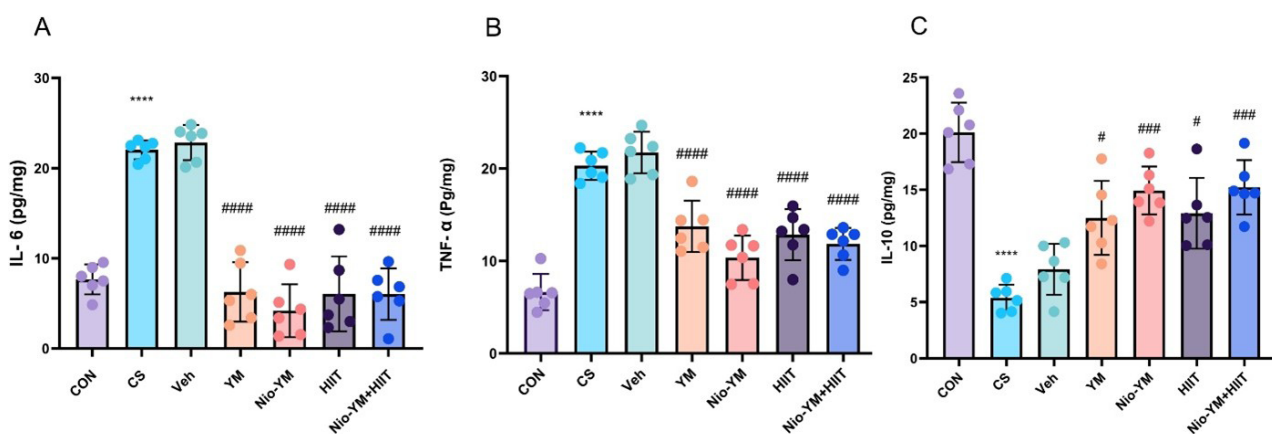 A
IL- 6 (pg/mg)
30
20
10
0
****
####
####
####
####
CON
CS
Veh
YM
Nio-YM
HIIT
Nio-YM+HIIT
B
TNF- α (Pg/mg)
30
20
10
0
****
####
####
####
####
CON
CS
Veh
YM
Nio-YM
HIIT
Nio-YM+HIIT
C
IL-10 (pg/mg)
25
20
15
10
5
0
****
#
###
#
###
CON
CS
Veh
YM
Nio-YM
HIIT
Nio-YM+HIIT